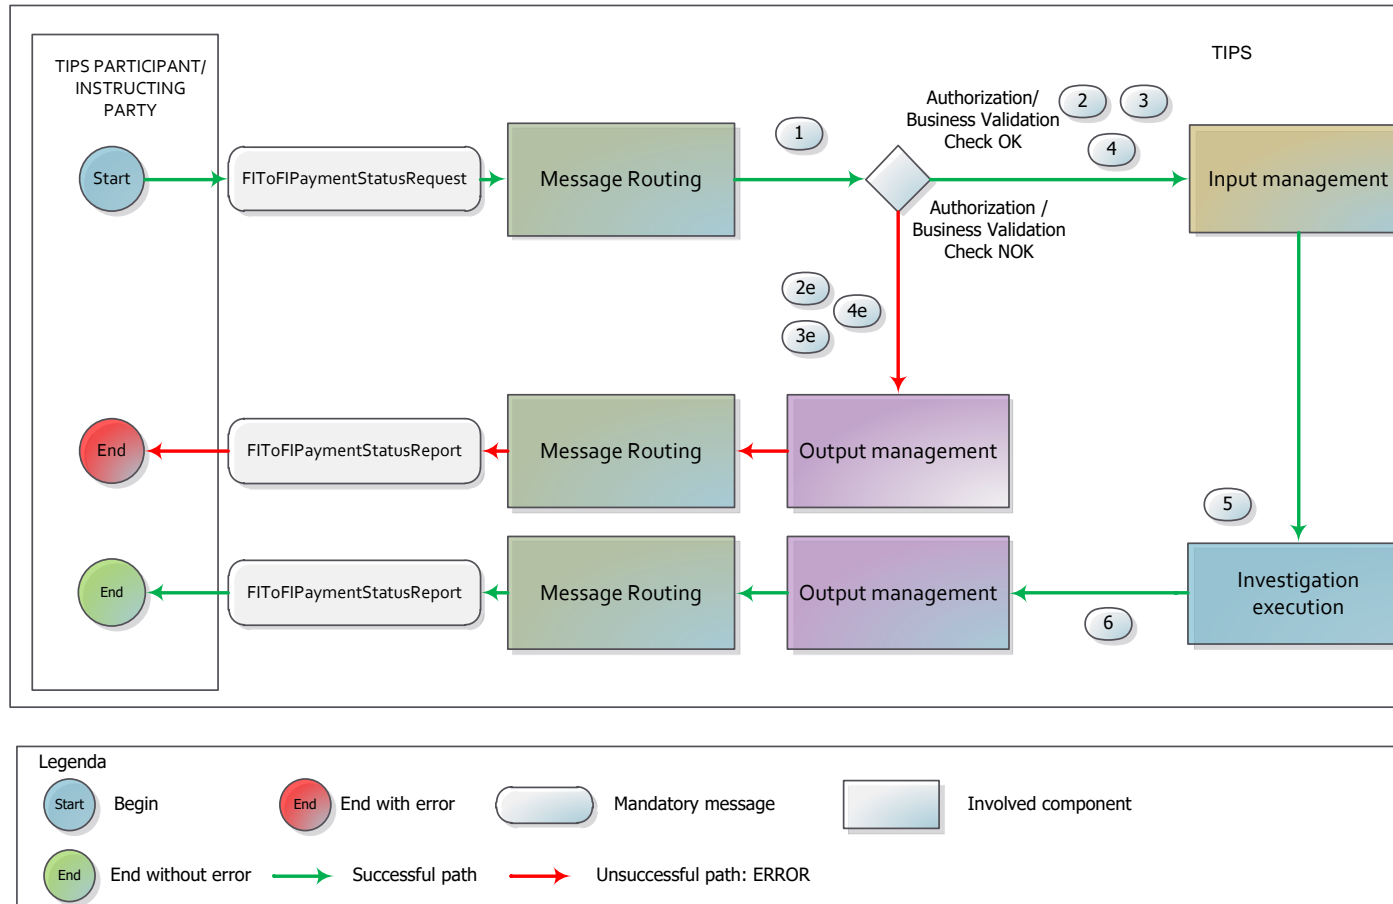 TIPS PARTICIPANT/
INSTRUCTING
PARTY
TIPS
Authorization/
Business Validation
Check OK
2
3
1
4
Start
FIToFIPaymentStatusRequest
Message Routing
Input management
Authorization /
Business Validation
Check NOK
2e
4e
3e
End
FIToFIPaymentStatusReport
Message Routing
Output management
5
End
FIToFIPaymentStatusReport
Message Routing
Output management
Investigation
execution
6
Legenda
Start
Begin
End
End with error
Mandatory message
Involved component
End
End without error
Successful path
Unsuccessful path: ERROR